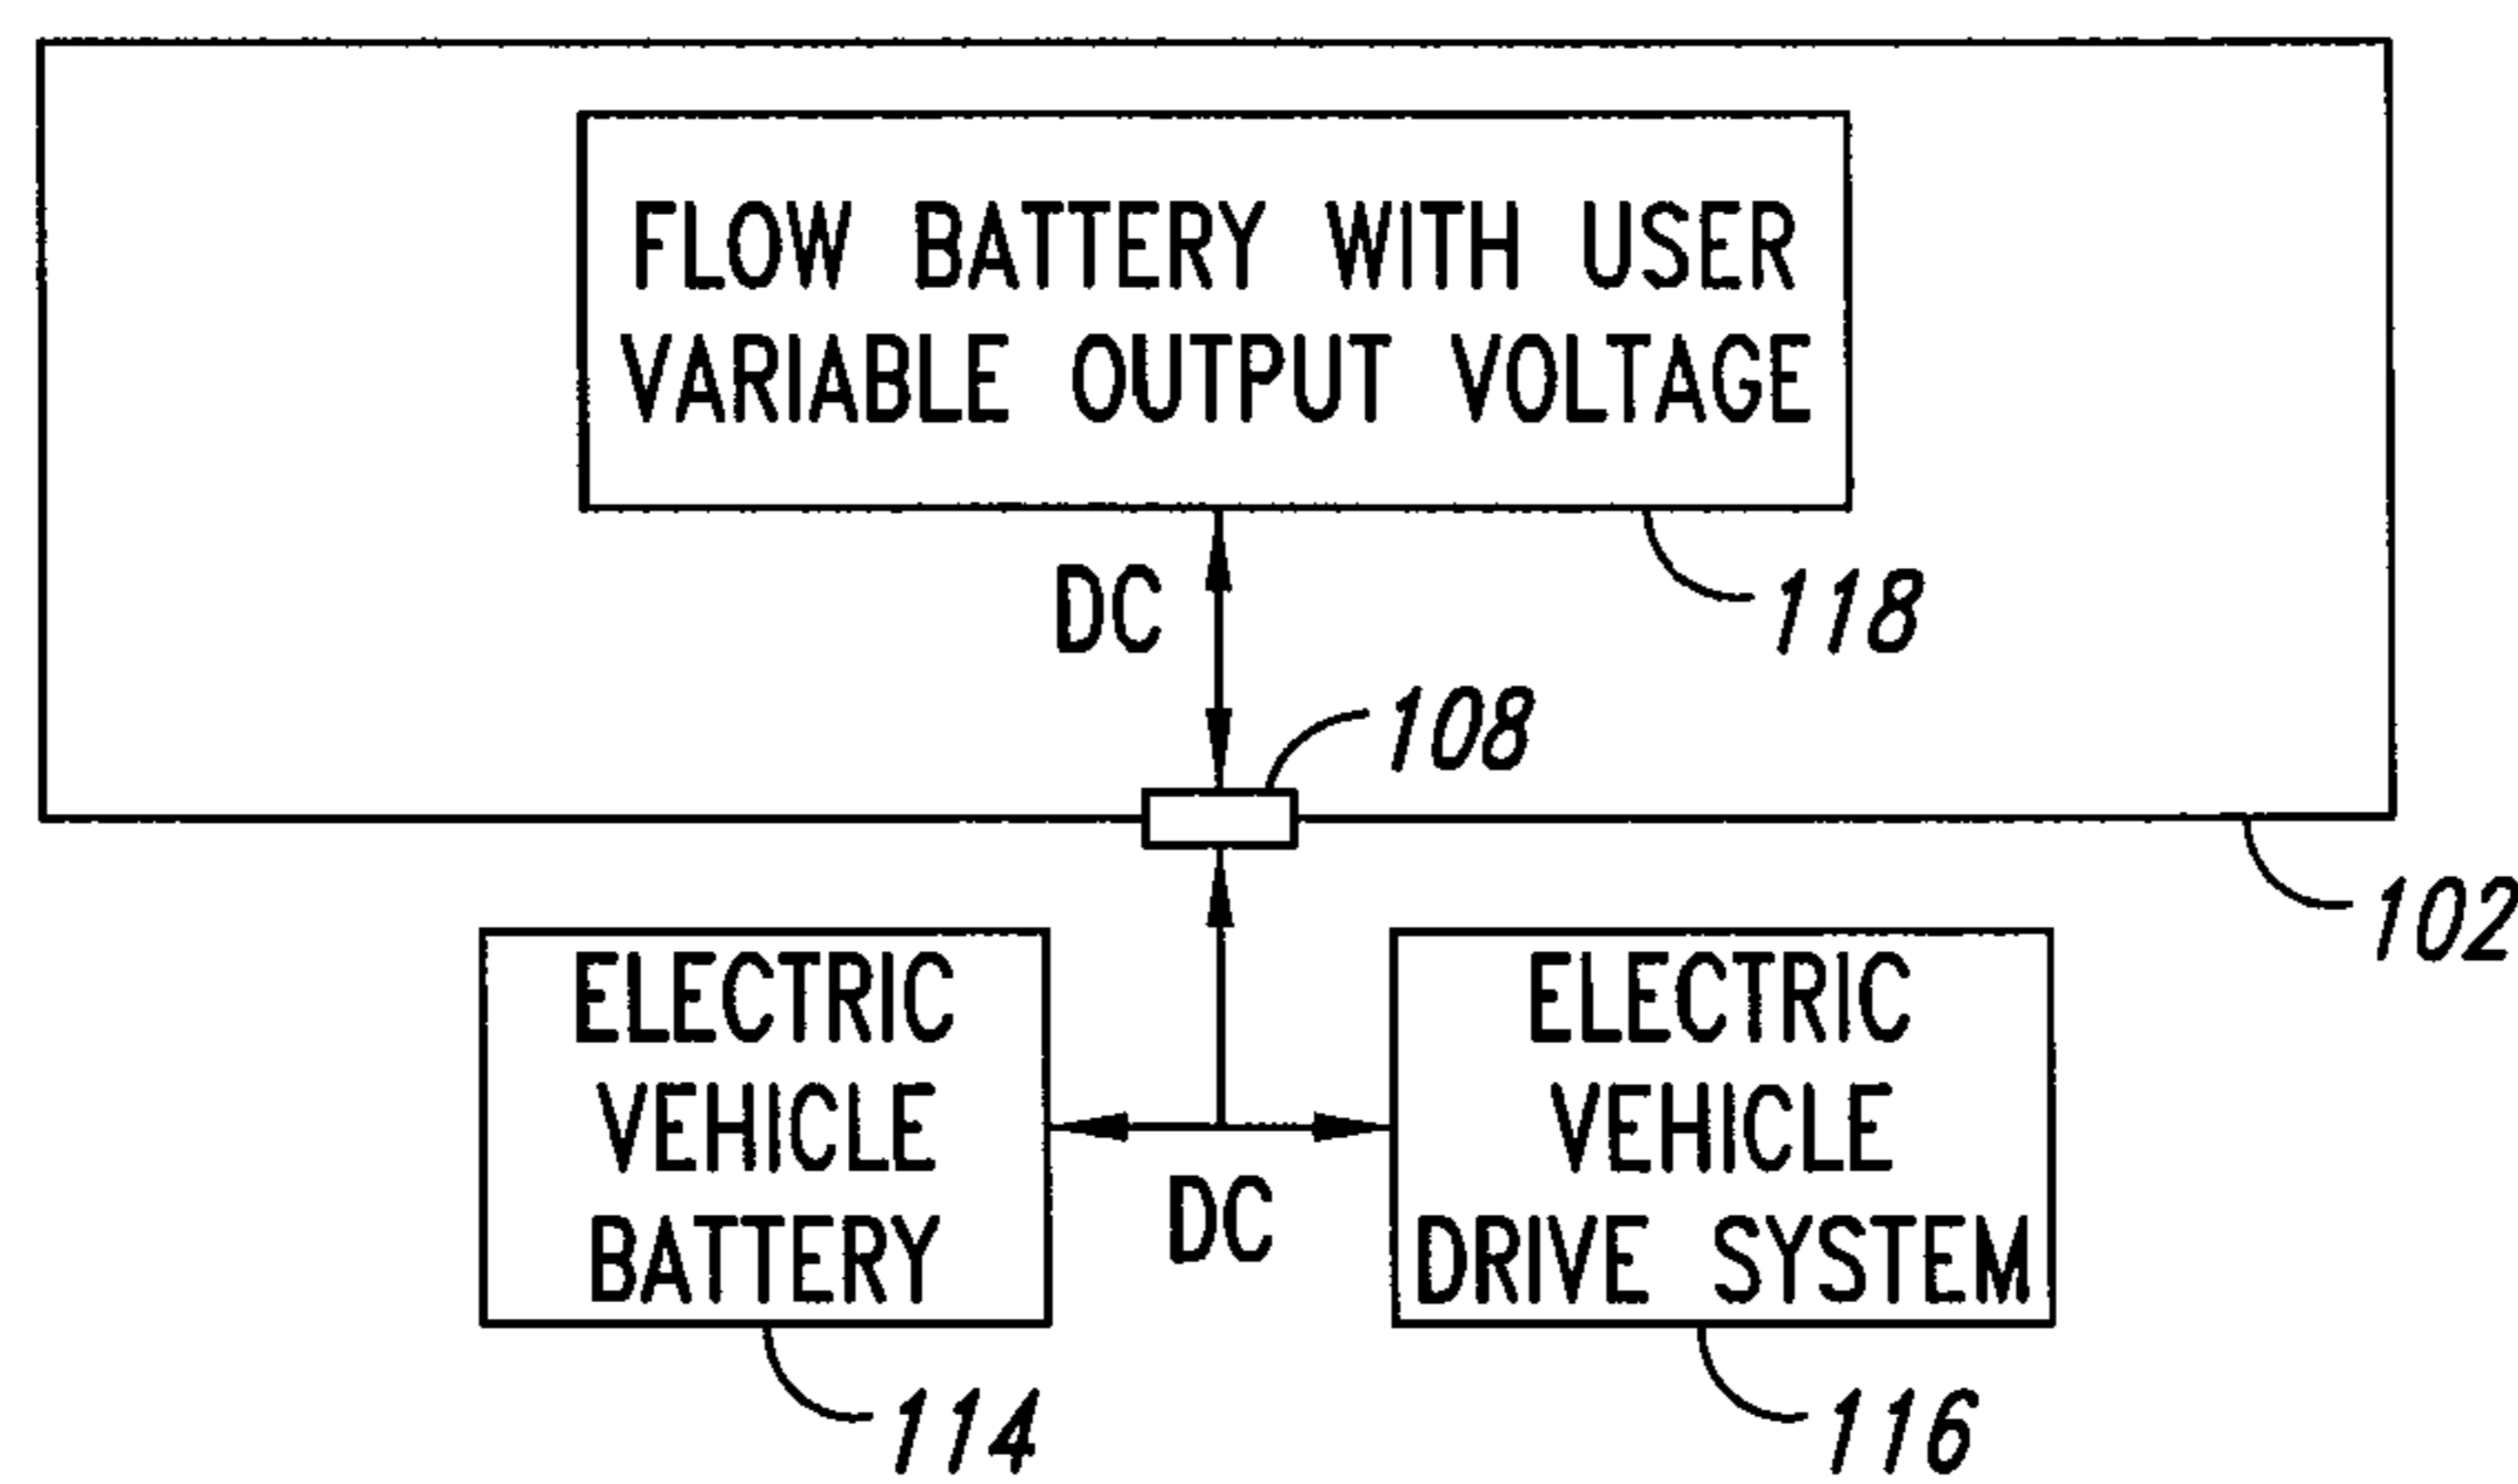 FLOW BATTERY WITH USER
VARIABLE OUTPUT VOLTAGE
DC
118
108
102
ELECTRIC
VEHICLE
BATTERY
DC
ELECTRIC
VEHICLE
DRIVE SYSTEM
114
116